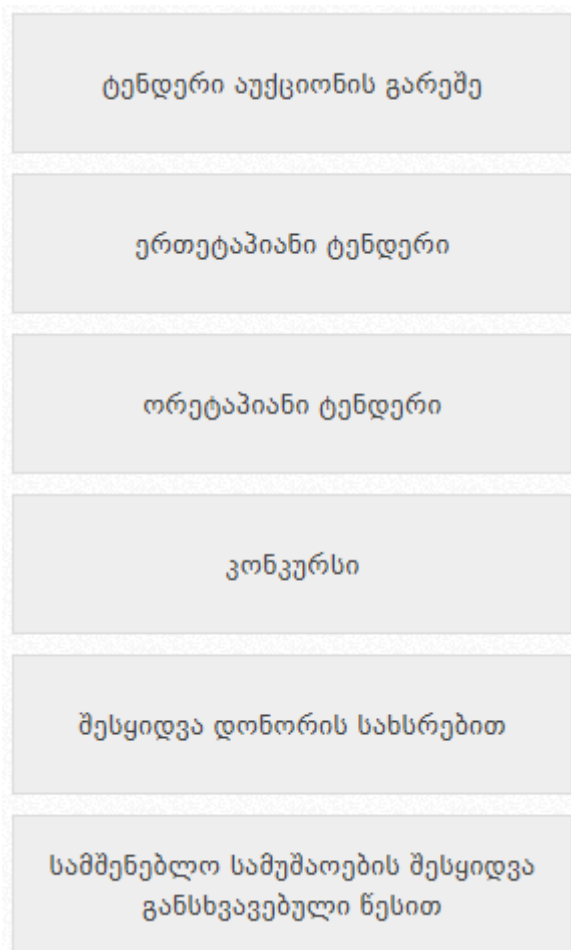 ტენდერი აუქციონის გარეშე
ერთეტაპიანი ტენდერი
ორეტაპიანი ტენდერი
კონკურსი
შესყიდვა დონორის სახსრებით
სამშენებლო სამუშაოების შესყიდვა
განსხვავებული წესით